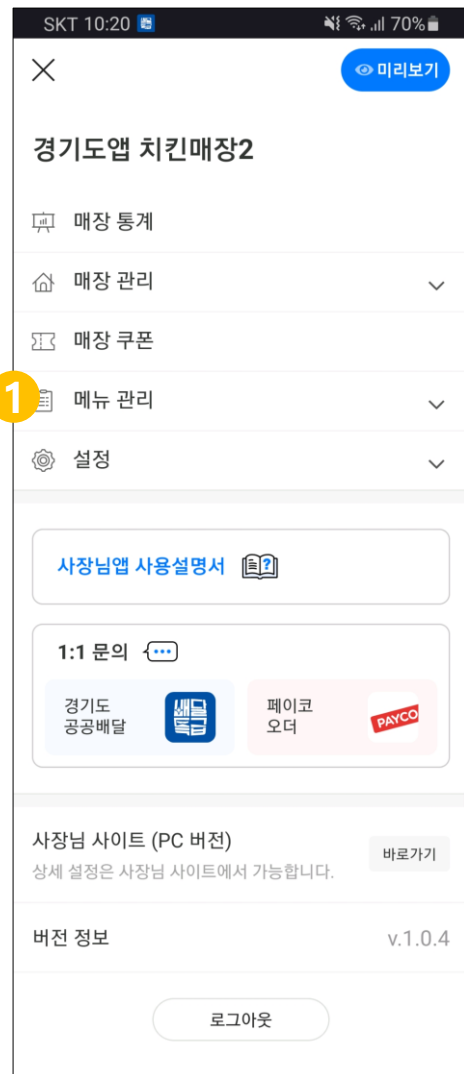 SKT 10:20 70%
미리보기
경기도앱 치킨매장2
매장 통계
매장 관리
매장 쿠폰
1 메뉴 관리
설정
사장님앱 사용설명서
1:1 문의
경기도
공공배달
배달
특급
페이코
오더
PAYCO
사장님 사이트 (PC 버전)
상세 설정은 사장님 사이트에서 가능합니다.
바로가기
버전 정보 v.1.0.4
로그아웃